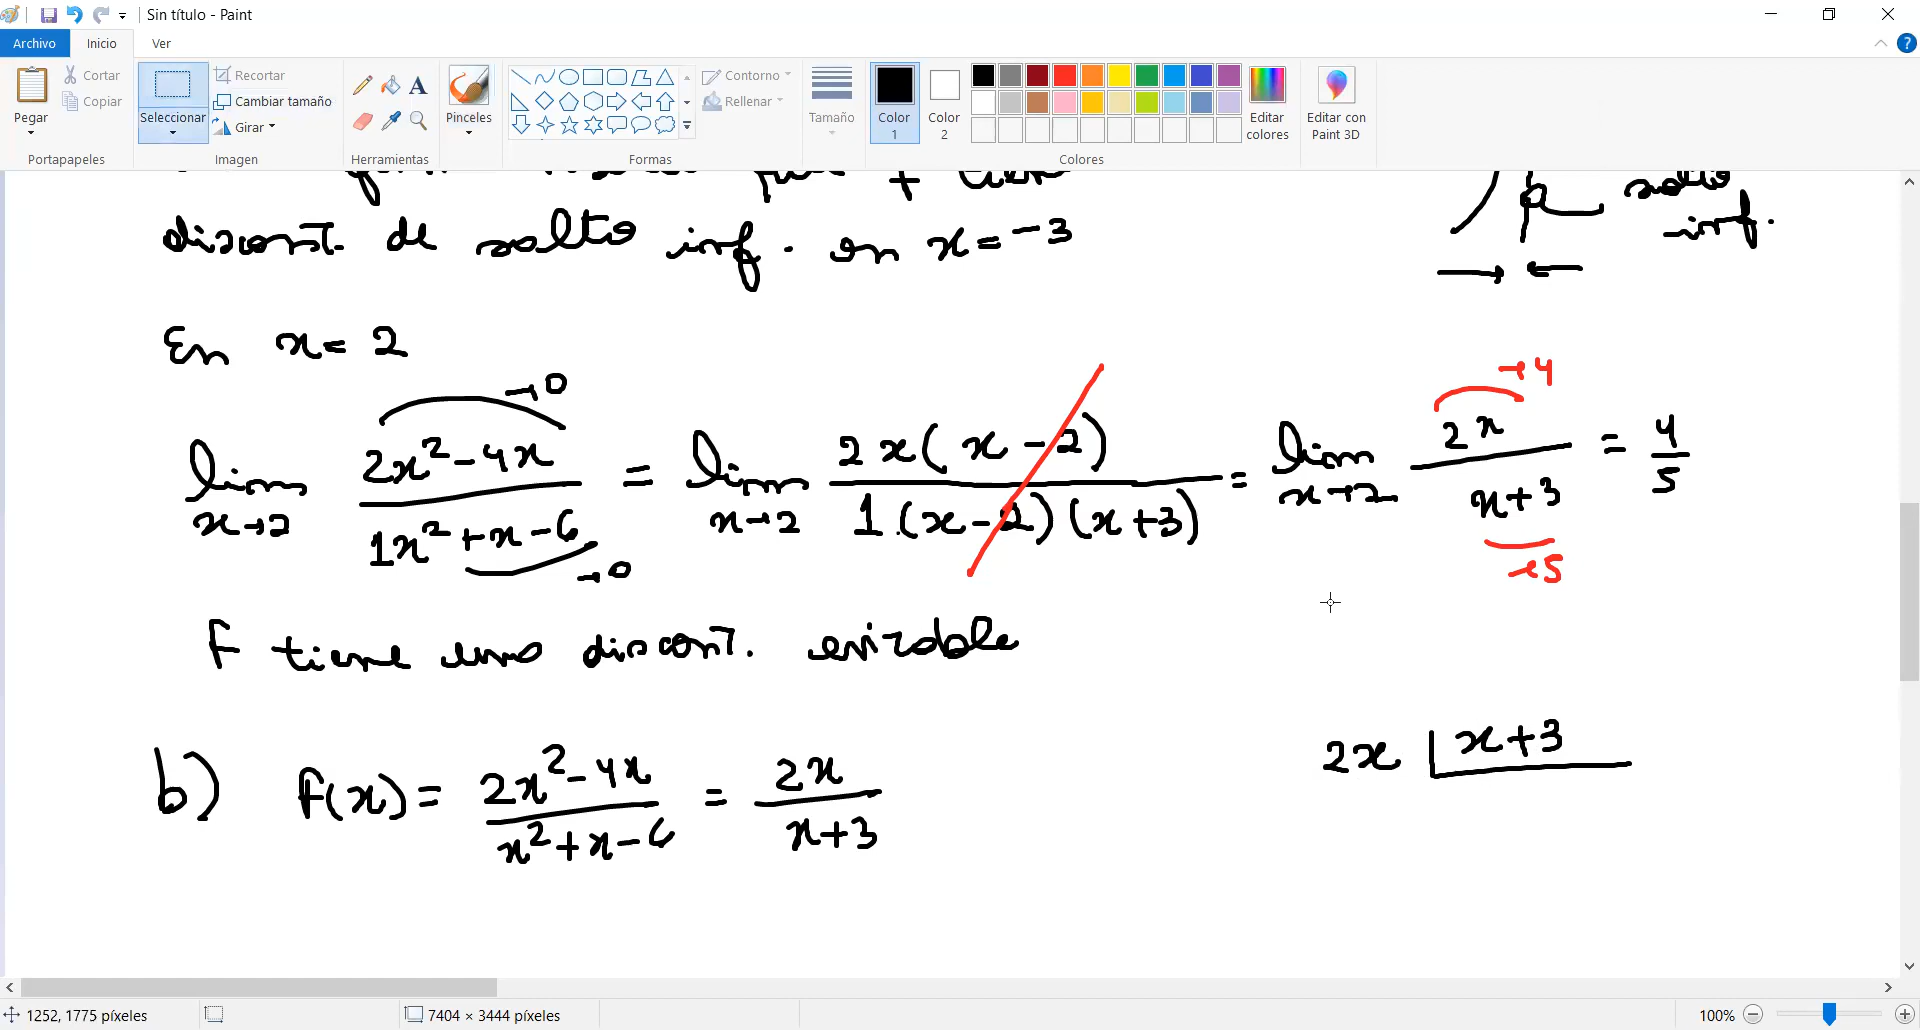 Sin título - Paint
Archivo Inicio Ver
Pegar
Cortar
Copiar
Portapapeles
Seleccionar
Recortar
Cambiar tamaño
Girar
Imagen
A
Herramientas
Pinceles
Contorno
Rellenar
Formas
Tamaño
Color 1
Color 2
Editar colores
Colores
Editar con Paint 3D
salto
inf.
discont. de salto inf. en x = -3
En x = 2
lim x→2 2x² - 4x / 1x² + x - 6 = lim x→2 2x(x-2) / 1.(x-2)(x+3) = lim x→2 2x / x+3 = 4/5
→0
→0
→4
→5
F tiene una discont. evitable
b) f(x) = 2x² - 4x / x² + x - 6 = 2x / x+3
2x | x+3
1252, 1775 píxeles
7404 × 3444 píxeles
100%